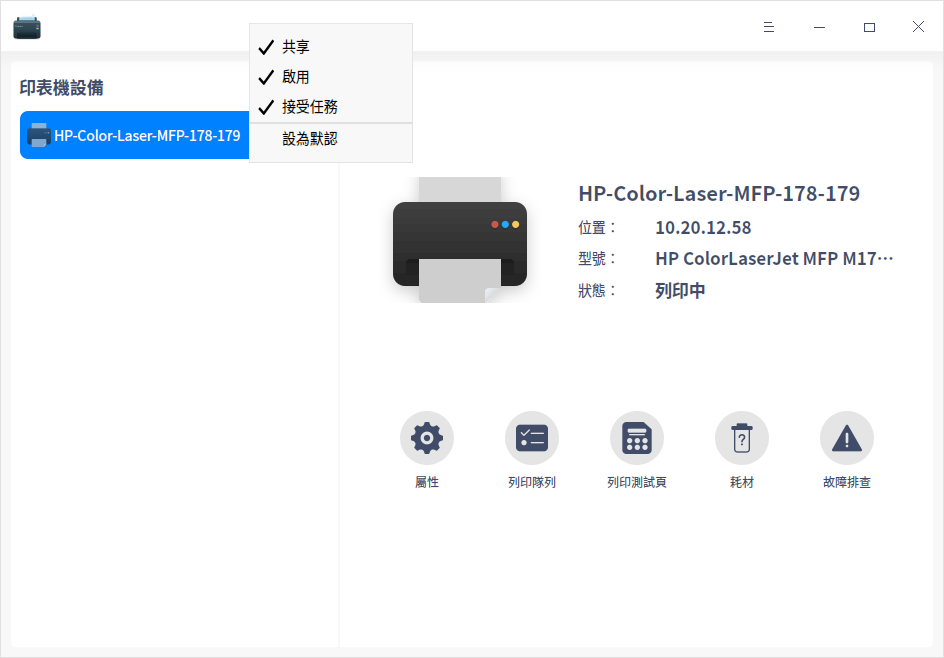 共享
啟用
接受任務
設為默認
印表機設備
HP-Color-Laser-MFP-178-179
HP-Color-Laser-MFP-178-179
位置： 10.20.12.58
型號： HP ColorLaserJet MFP M17···
狀態： 列印中
?
屬性 列印隊列 列印測試頁 耗材 故障排查